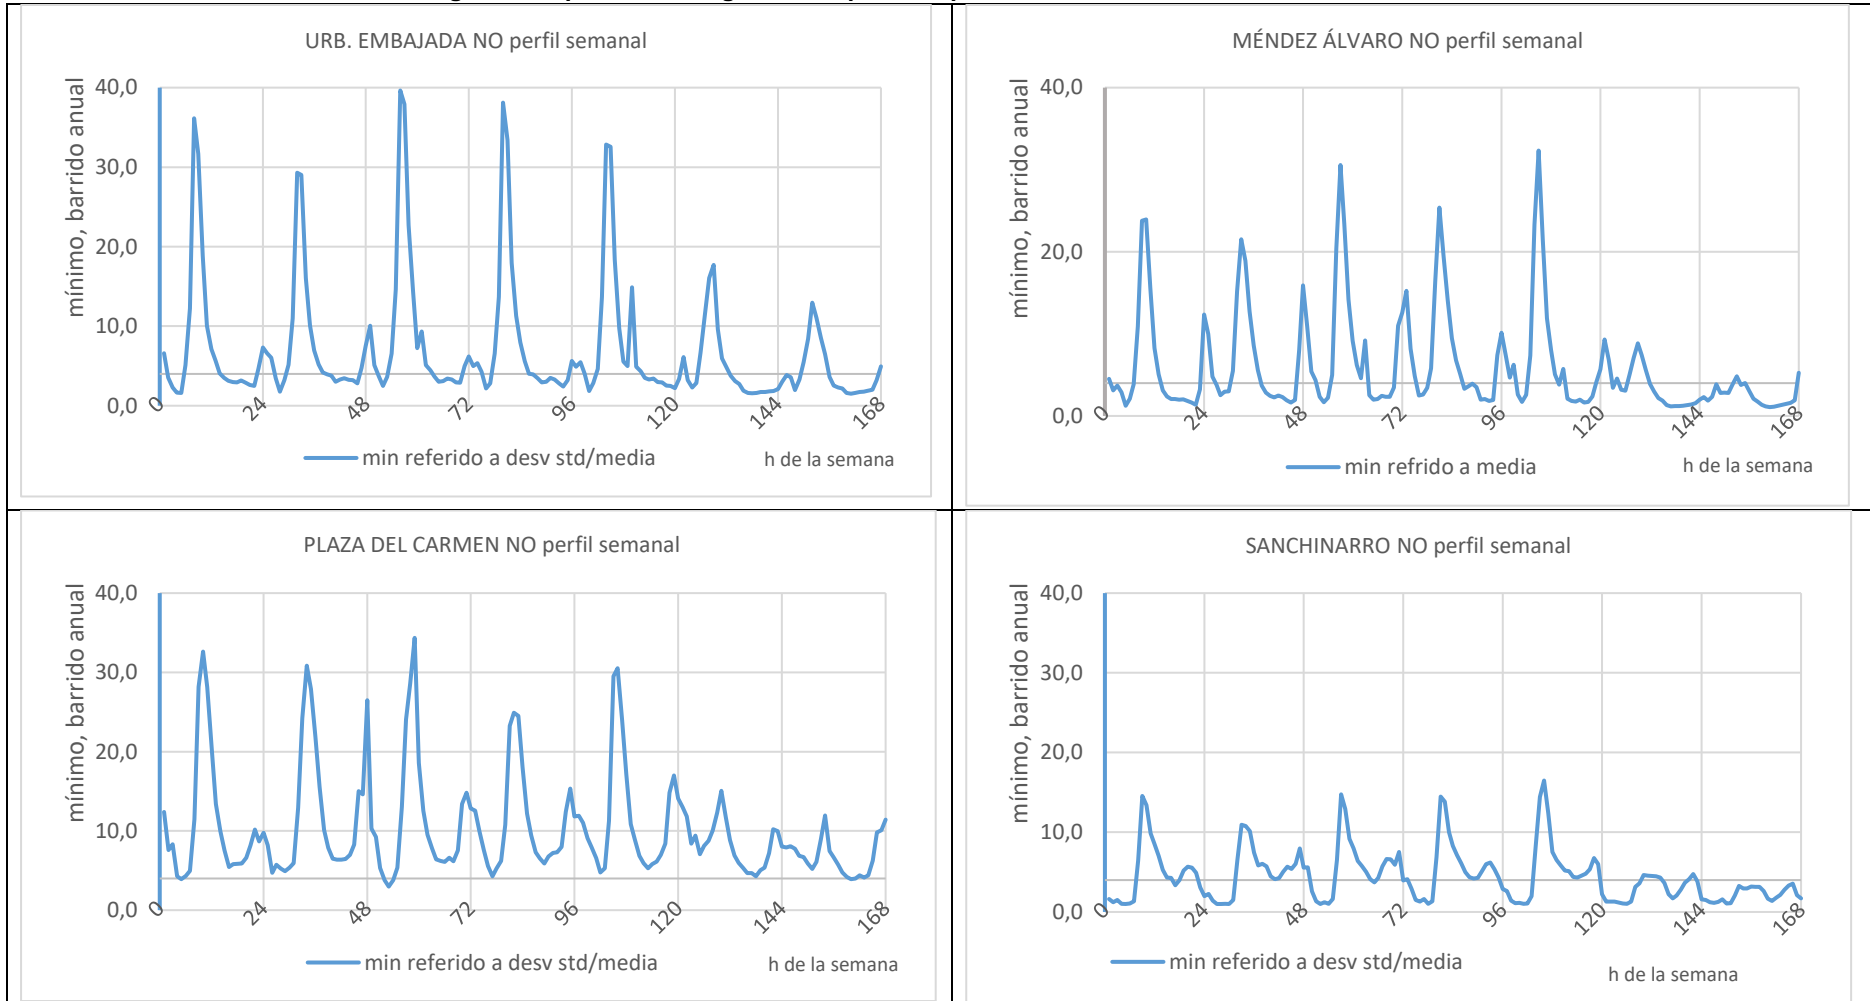 URB. EMBAJADA NO perfil semanal
mínimo, barrido anual
40,0
30,0
20,0
10,0
0,0
0 24 48 72 96 120 144 168
min referido a desv std/media
h de la semana
MÉNDEZ ÁLVARO NO perfil semanal
mínimo, barrido anual
40,0
20,0
0,0
0 24 48 72 96 120 144 168
min refrido a media
h de la semana
PLAZA DEL CARMEN NO perfil semanal
mínimo, barrido anual
40,0
30,0
20,0
10,0
0,0
0 24 48 72 96 120 144 168
min referido a desv std/media
h de la semana
SANCHINARRO NO perfil semanal
mínimo, barrido anual
40,0
30,0
20,0
10,0
0,0
0 24 48 72 96 120 144 168
min referido a desv std/media
h de la semana